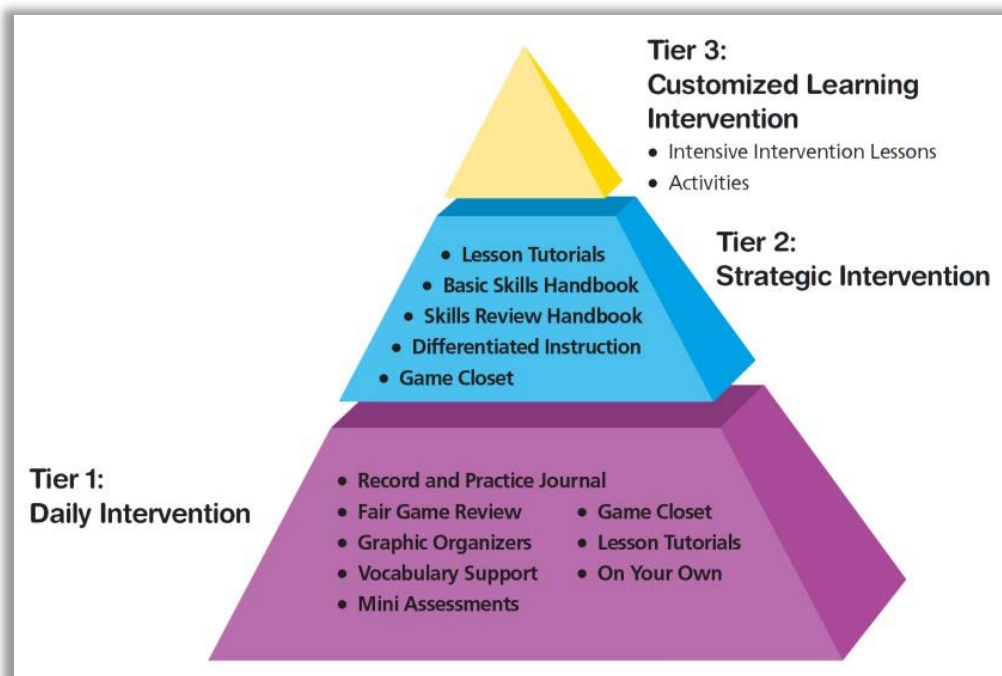 Tier 3:
Customized Learning
Intervention
• Intensive Intervention Lessons
• Activities
Tier 2:
Strategic Intervention
• Lesson Tutorials
• Basic Skills Handbook
• Skills Review Handbook
• Differentiated Instruction
• Game Closet
Tier 1:
Daily Intervention
• Record and Practice Journal
• Fair Game Review
• Graphic Organizers
• Vocabulary Support
• Mini Assessments
• Game Closet
• Lesson Tutorials
• On Your Own